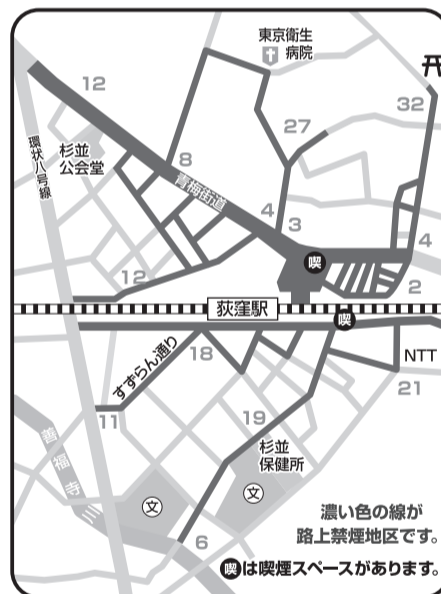 東京衛生
病院
12
32
27
環状八号線
杉並
公会堂
8
青梅街道
4
3
喫
4
12
2
荻窪駅
喫
すずらん通り
18
NTT
21
11
19
善福寺
杉並
保健所
文
文
6
濃い色の線が
路上禁煙地区です。
喫は喫煙スペースがあります。